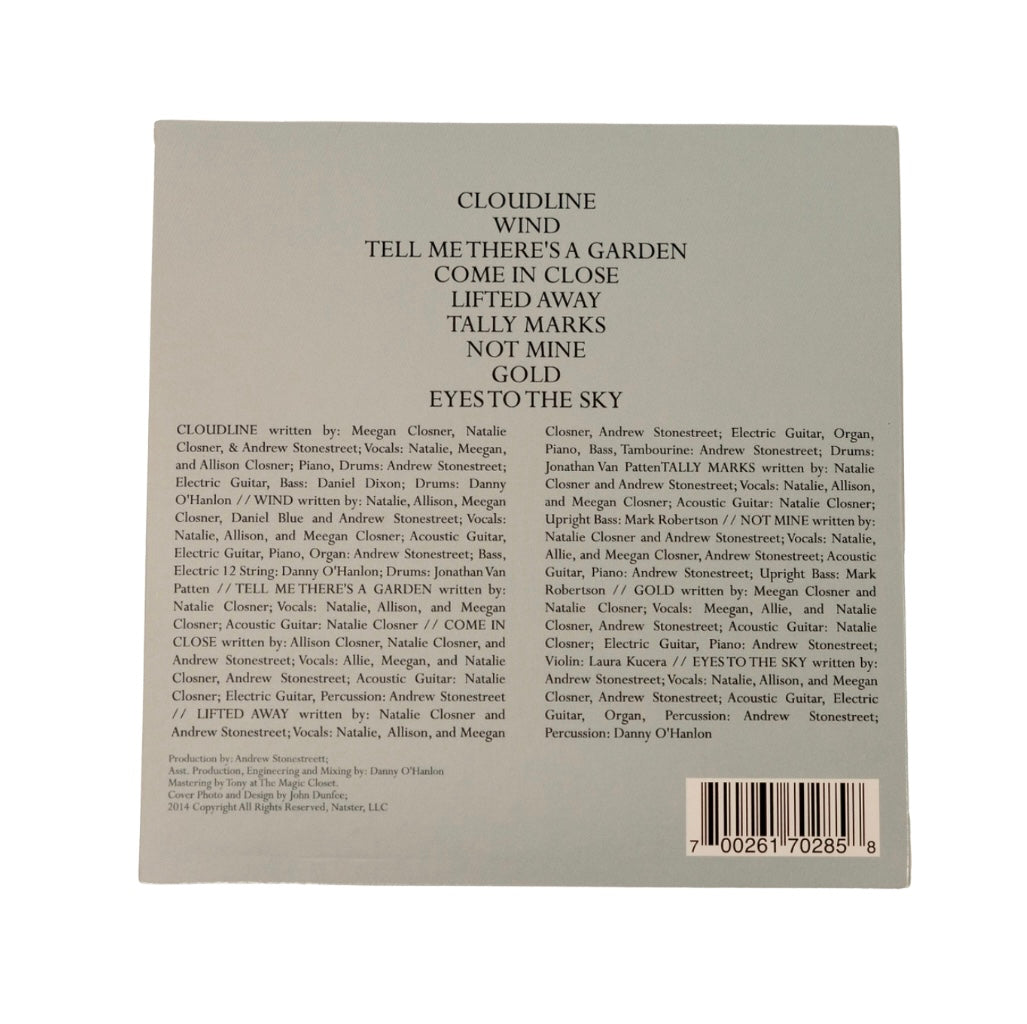 CLOUDLINE
WIND
TELL ME THERE'S A GARDEN
COME IN CLOSE
LIFTED AWAY
TALLY MARKS
NOT MINE
GOLD
EYES TO THE SKY
CLOUDLINE written by: Meegan Closner, Natalie
Closner, & Andrew Stonestreet; Vocals: Natalie, Meegan,
and Allison Closner; Piano, Drums: Andrew Stonestreet;
Electric Guitar, Bass: Daniel Dixon; Drums: Danny
O'Hanlon // WIND written by: Natalie, Allison, Meegan
Closner, Daniel Blue and Andrew Stonestreet; Vocals:
Natalie, Allison, and Meegan Closner; Acoustic Guitar,
Electric Guitar, Piano, Organ: Andrew Stonestreet; Bass,
Electric 12 String: Danny O'Hanlon; Drums: Jonathan Van
Patten // TELL ME THERE'S A GARDEN written by:
Natalie Closner; Vocals: Natalie, Allison, and Meegan
Closner; Acoustic Guitar: Natalie Closner // COME IN
CLOSE written by: Allison Closner, Natalie Closner, and
Andrew Stonestreet; Vocals: Allie, Meegan, and Natalie
Closner, Andrew Stonestreet; Acoustic Guitar: Natalie
Closner; Electric Guitar, Percussion: Andrew Stonestreet
// LIFTED AWAY written by: Natalie Closner and
Andrew Stonestreet; Vocals: Natalie, Allison, and Meegan
Closner, Andrew Stonestreet; Electric Guitar, Organ,
Piano, Bass, Tambourine: Andrew Stonestreet; Drums:
Jonathan Van PattenTALLY MARKS written by: Natalie
Closner and Andrew Stonestreet; Vocals: Natalie, Allison,
and Meegan Closner; Acoustic Guitar: Natalie Closner;
Upright Bass: Mark Robertson // NOT MINE written by:
Natalie Closner and Andrew Stonestreet; Vocals: Natalie,
Allie, and Meegan Closner, Andrew Stonestreet; Acoustic
Guitar, Piano: Andrew Stonestreet; Upright Bass: Mark
Robertson // GOLD written by: Meegan Closner and
Natalie Closner; Vocals: Meegan, Allie, and Natalie
Closner, Andrew Stonestreet; Acoustic Guitar: Natalie
Closner; Electric Guitar, Piano: Andrew Stonestreet;
Violin: Laura Kucera // EYES TO THE SKY written by:
Andrew Stonestreet; Vocals: Natalie, Allison, and Meegan
Closner, Andrew Stonestreet; Acoustic Guitar, Electric
Guitar, Organ, Percussion: Andrew Stonestreet;
Percussion: Danny O'Hanlon
Production by: Andrew Stonestreett;
Asst. Production, Engineering and Mixing by: Danny O'Hanlon
Mastering by Tony at The Magic Closet.
Cover Photo and Design by John Dunfee;
2014 Copyright All Rights Reserved, Natster, LLC
7 00261 70285 8